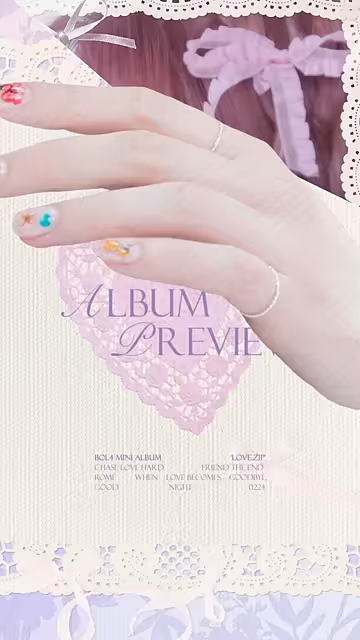 ALBUM
PREVIE
BOL4 MINI ALBUM 'LOVE.ZIP'
CHASE LOVE HARD FRIEND THE END
ROME WHEN LOVE BECOMES GOODBYE
GOOD NIGHT 0224